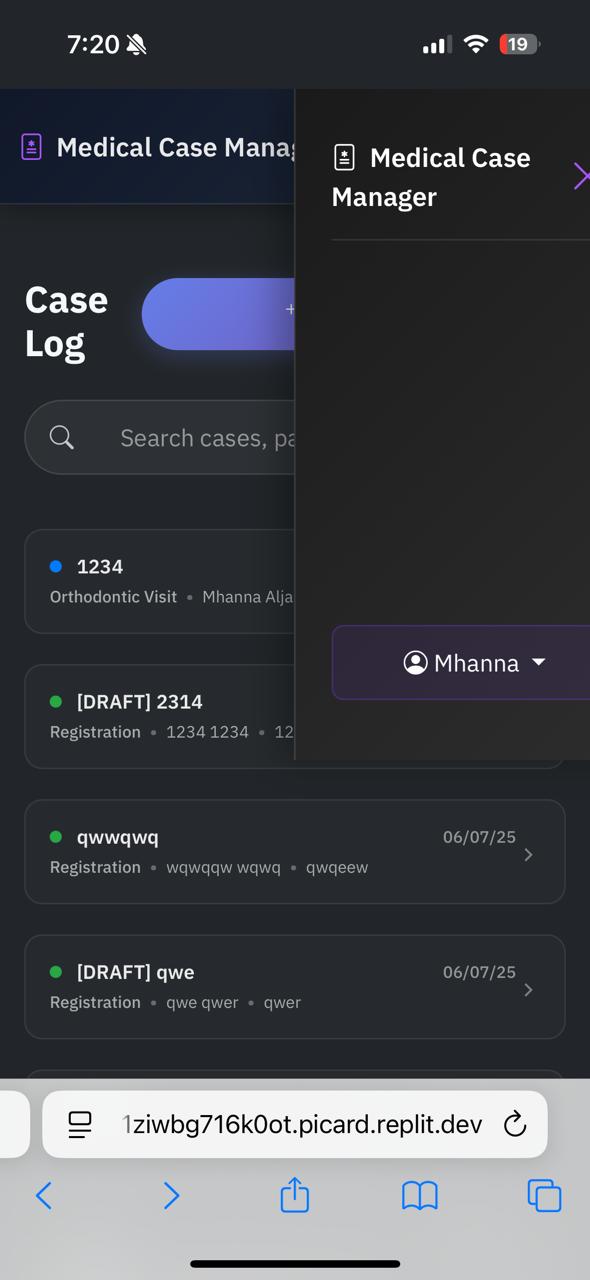 7:20
19
Medical Case Manag
Medical Case
Manager
Case
Log
+
Search cases, pa
1234
Orthodontic Visit • Mhanna Alja
Mhanna
[DRAFT] 2314
Registration • 1234 1234 • 12
qwwqwq
06/07/25
Registration • wqwqqw wqwq • qwqeew
[DRAFT] qwe
06/07/25
Registration • qwe qwer • qwer
1ziwbg716k0ot.picard.replit.dev